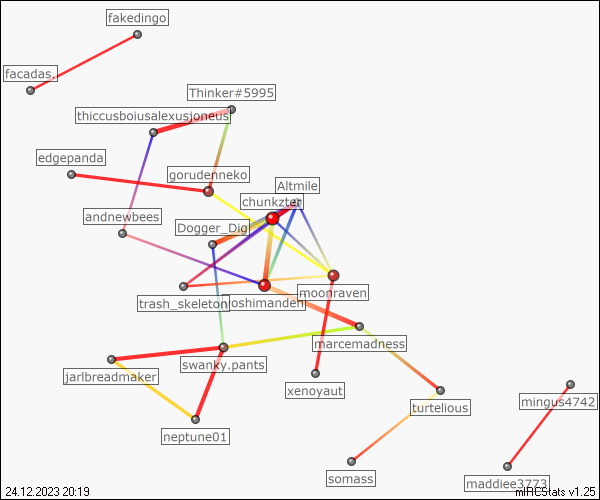 fakedingo
facadas.
Thinker#5995
thiccusboiusalexusjoneus
edgepanda
gorudenneko
Altmile
chunkzter
andnewbees
Dogger_Dig
trash_skeleton
moonraven
marcemadness
swanky.pants
jarlbreadmaker
xenoyaut
turtelious
mingus4742
neptune01
somass
maddiee3773
24.12.2023 20:19
mIRCStats v1.25